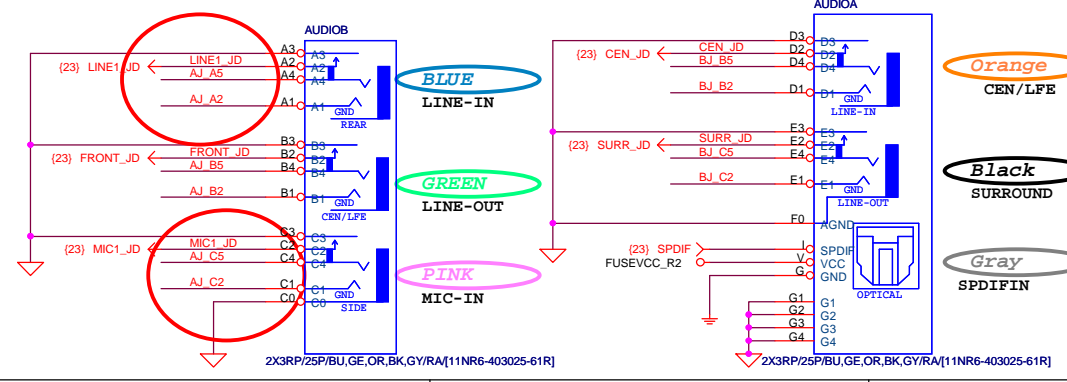 AUDIOB
A3 A3
{23} LINE1_JD LINE1_JD A2 A2
AJ_A5 A4 A4
AJ_A2 A1 A1
GND
REAR
BLUE
LINE-IN
B3 B3
{23} FRONT_JD FRONT_JD B2 B2
AJ_B5 B4 B4
AJ_B2 B1 B1
GND
CEN/LFE
GREEN
LINE-OUT
C3 C3
{23} MIC1_JD MIC1_JD C2 C2
AJ_C5 C4 C4
AJ_C2 C1 C1
GND
C0 C0
SIDE
PINK
MIC-IN
2X3RP/25P/BU,GE,OR,BK,GY/RA/[11NR6-403025-61R]
AUDIOA
D3 D3
{23} CEN_JD CEN_JD D2 D2
BJ_B5 D4 D4
BJ_B2 D1 D1
GND
LINE-IN
Orange
CEN/LFE
E3 E3
{23} SURR_JD SURR_JD E2 E2
BJ_C5 E4 E4
BJ_C2 E1 E1
GND
LINE-OUT
Black
SURROUND
F0 AGND
{23} SPDIF I SPDIF
FUSEVCC_R2 V VCC
G GND
OPTICAL
Gray
SPDIFIN
G1 G1
G2 G2
G3 G3
G4 G4
2X3RP/25P/BU,GE,OR,BK,GY/RA/[11NR6-403025-61R]